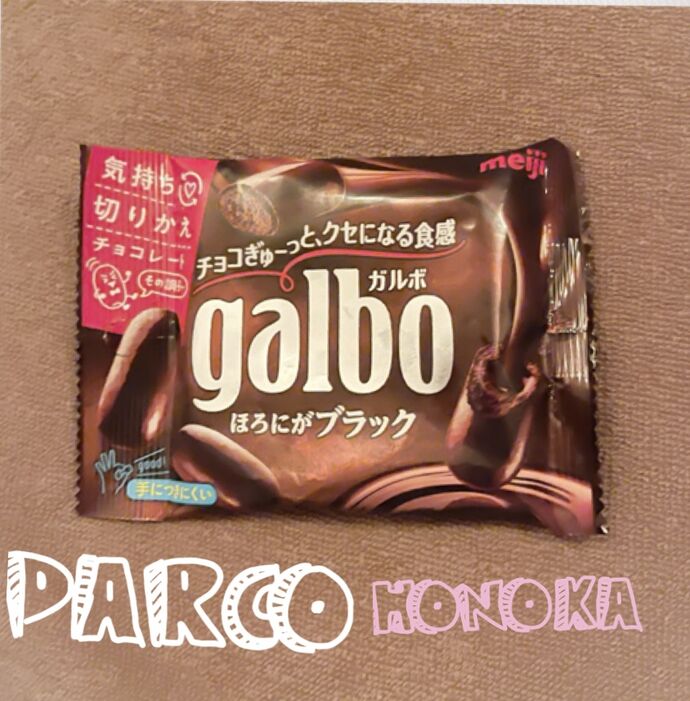 meiji
気持ち
切りかえ
チョコレート
その調子
チョコぎゅーっと、クセになる食感
ガルボ
galbo
ほろにがブラック
good!
手につきにくい
PARCO HONOKA